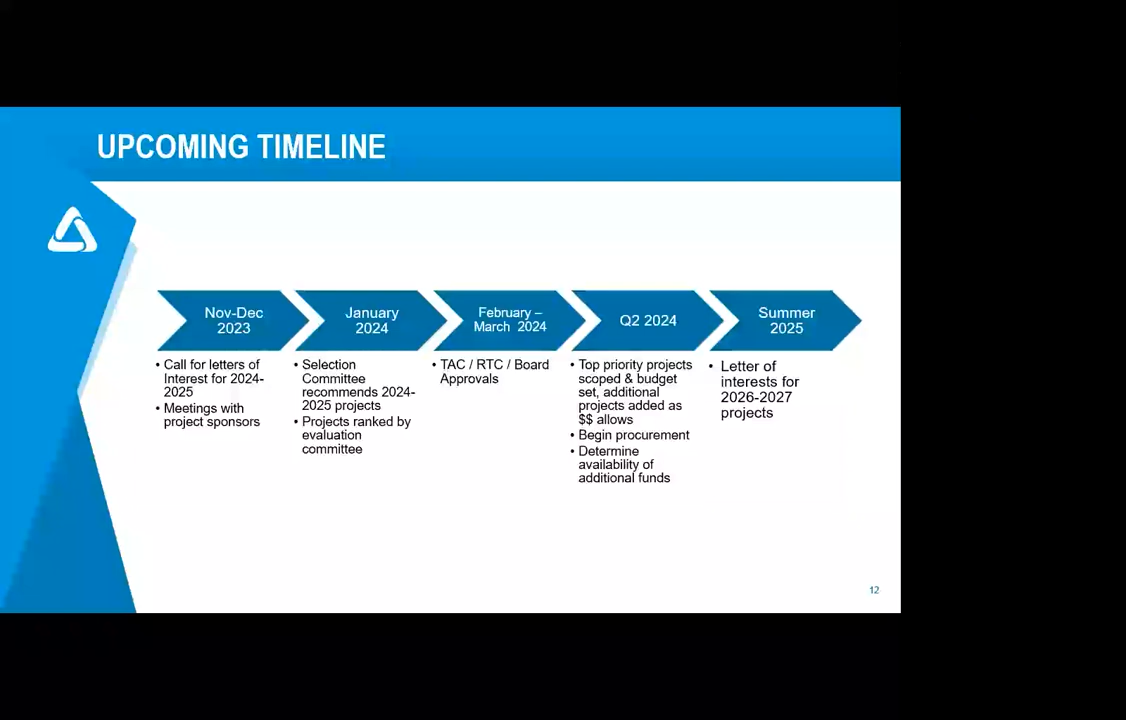 UPCOMING TIMELINE
Nov-Dec
2023
• Call for letters of
Interest for 2024-
2025
• Meetings with
project sponsors
January
2024
• Selection
Committee
recommends 2024-
2025 projects
• Projects ranked by
evaluation
committee
February –
March 2024
• TAC / RTC / Board
Approvals
Q2 2024
• Top priority projects
scoped & budget
set, additional
projects added as
$$ allows
• Begin procurement
• Determine
availability of
additional funds
Summer
2025
• Letter of
interests for
2026-2027
projects
12